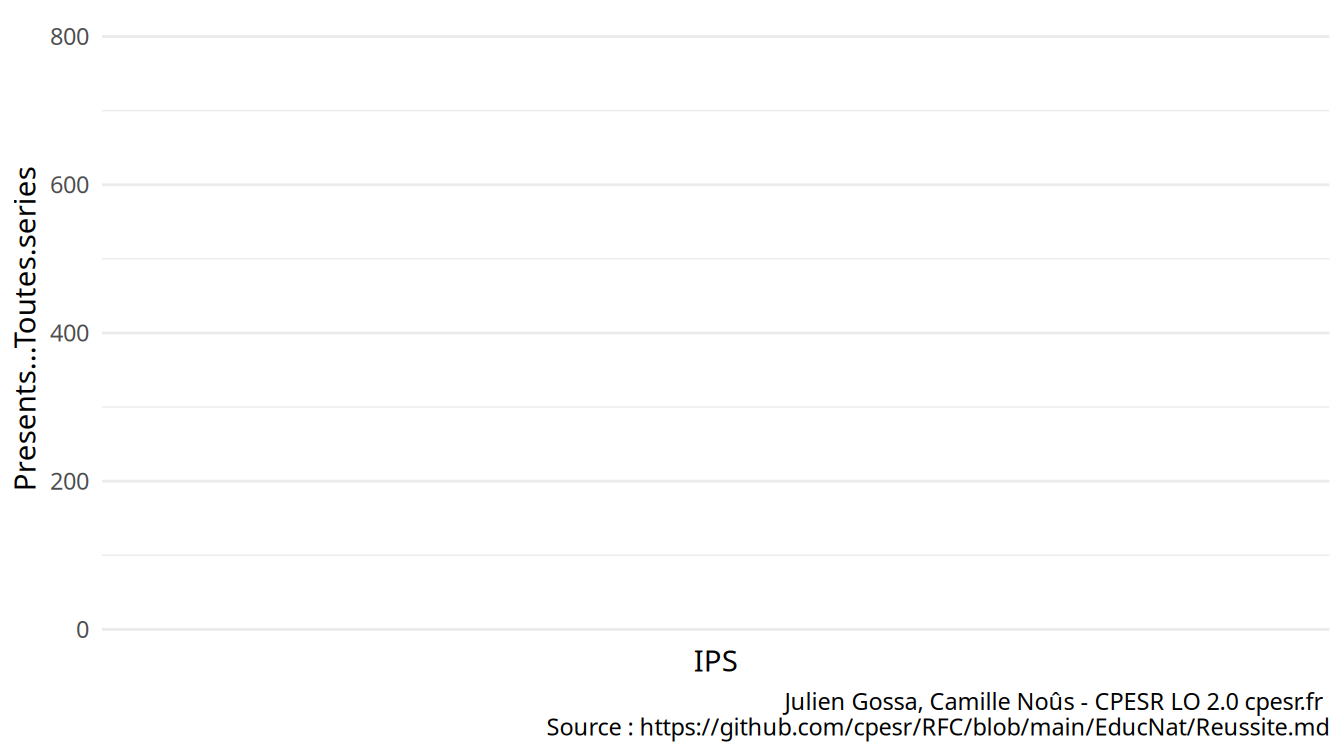 800
600
400
200
0
Presents...Toutes.series
IPS
Julien Gossa, Camille Noûs - CPESR LO 2.0 cpesr.fr
Source : https://github.com/cpesr/RFC/blob/main/EducNat/Reussite.md